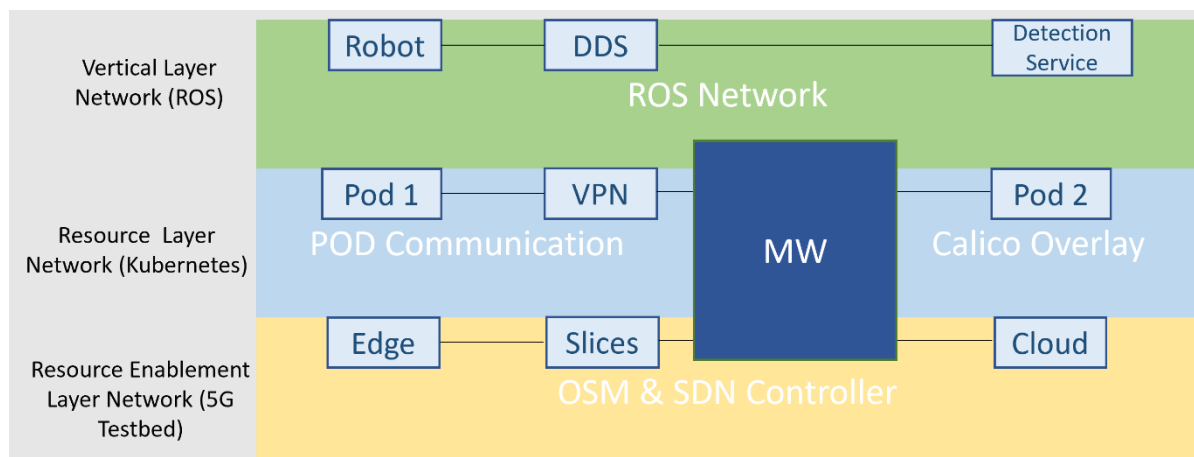 Vertical Layer
Network (ROS)
Robot
DDS
Detection
Service
ROS Network
Resource Layer
Network (Kubernetes)
Pod 1
VPN
MW
Pod 2
POD Communication
Calico Overlay
Resource Enablement
Layer Network (5G
Testbed)
Edge
Slices
Cloud
OSM & SDN Controller